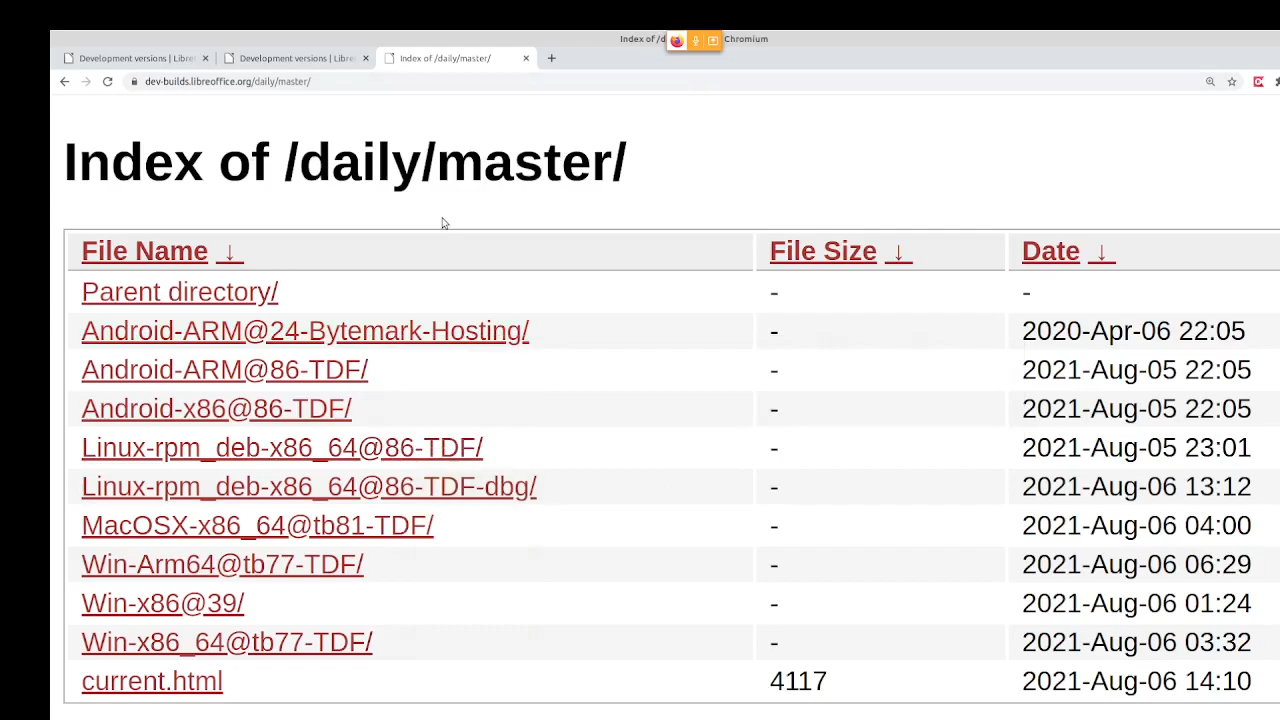 Index of /d Chromium
Development versions | Libre Development versions | Libre Index of /daily/master/
dev-builds.libreoffice.org/daily/master/
Index of /daily/master/
File Name ↓ File Size ↓ Date ↓
Parent directory/ - -
Android-ARM@24-Bytemark-Hosting/ - 2020-Apr-06 22:05
Android-ARM@86-TDF/ - 2021-Aug-05 22:05
Android-x86@86-TDF/ - 2021-Aug-05 22:05
Linux-rpm_deb-x86_64@86-TDF/ - 2021-Aug-05 23:01
Linux-rpm_deb-x86_64@86-TDF-dbg/ - 2021-Aug-06 13:12
MacOSX-x86_64@tb81-TDF/ - 2021-Aug-06 04:00
Win-Arm64@tb77-TDF/ - 2021-Aug-06 06:29
Win-x86@39/ - 2021-Aug-06 01:24
Win-x86_64@tb77-TDF/ - 2021-Aug-06 03:32
current.html 4117 2021-Aug-06 14:10